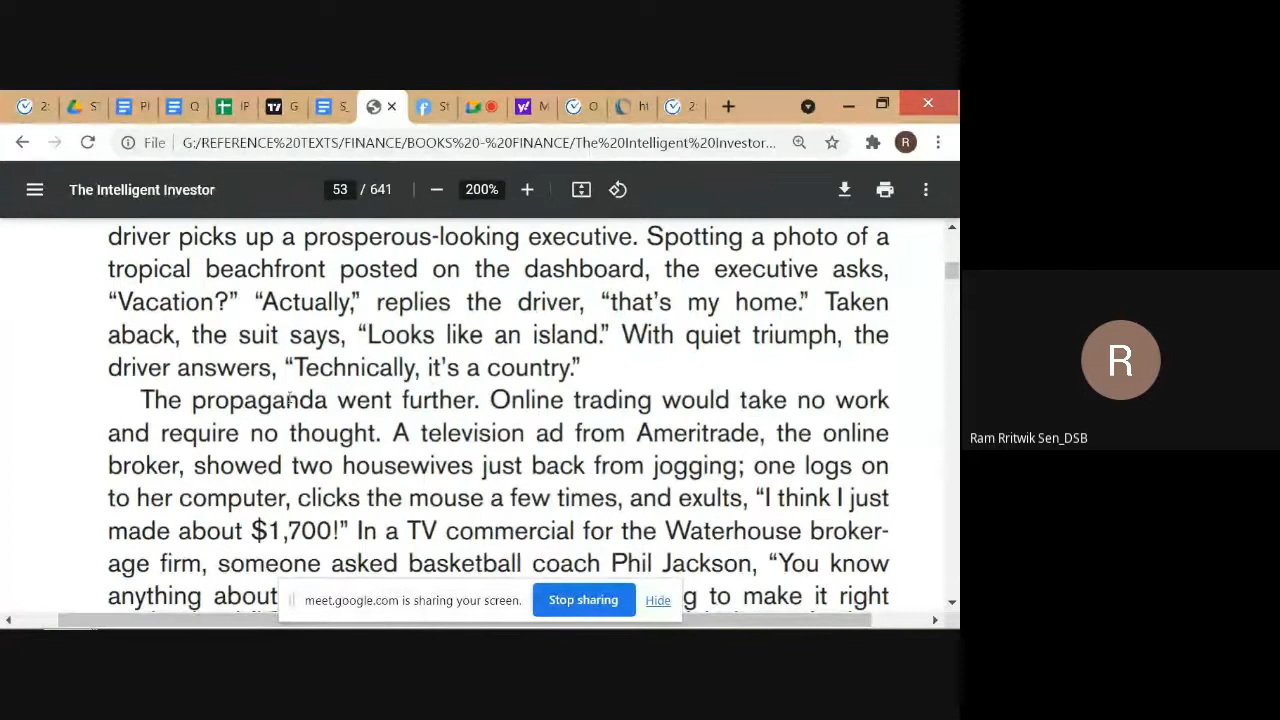 2:
S
Pl
Q
IP
G
S_
St
M
O
ht
2:
File
G:/REFERENCE%20TEXTS/FINANCE/BOOKS%20-%20FINANCE/The%20Intelligent%20Investor...
R
The Intelligent Investor
53 / 641
200%
driver picks up a prosperous-looking executive. Spotting a photo of a
tropical beachfront posted on the dashboard, the executive asks,
“Vacation?” “Actually,” replies the driver, “that’s my home.” Taken
aback, the suit says, “Looks like an island.” With quiet triumph, the
driver answers, “Technically, it’s a country.”
The propaganda went further. Online trading would take no work
and require no thought. A television ad from Ameritrade, the online
broker, showed two housewives just back from jogging; one logs on
to her computer, clicks the mouse a few times, and exults, “I think I just
made about $1,700!” In a TV commercial for the Waterhouse broker-
age firm, someone asked basketball coach Phil Jackson, “You know
anything about g to make it right
meet.google.com is sharing your screen.
Stop sharing
Hide
R
Ram Rritwik Sen_DSB